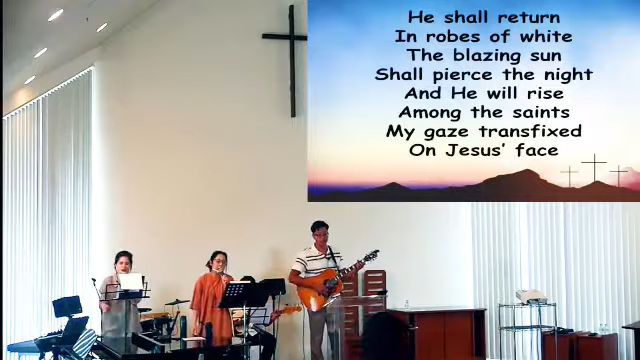 He shall return
In robes of white
The blazing sun
Shall pierce the night
And He will rise
Among the saints
My gaze transfixed
On Jesus' face